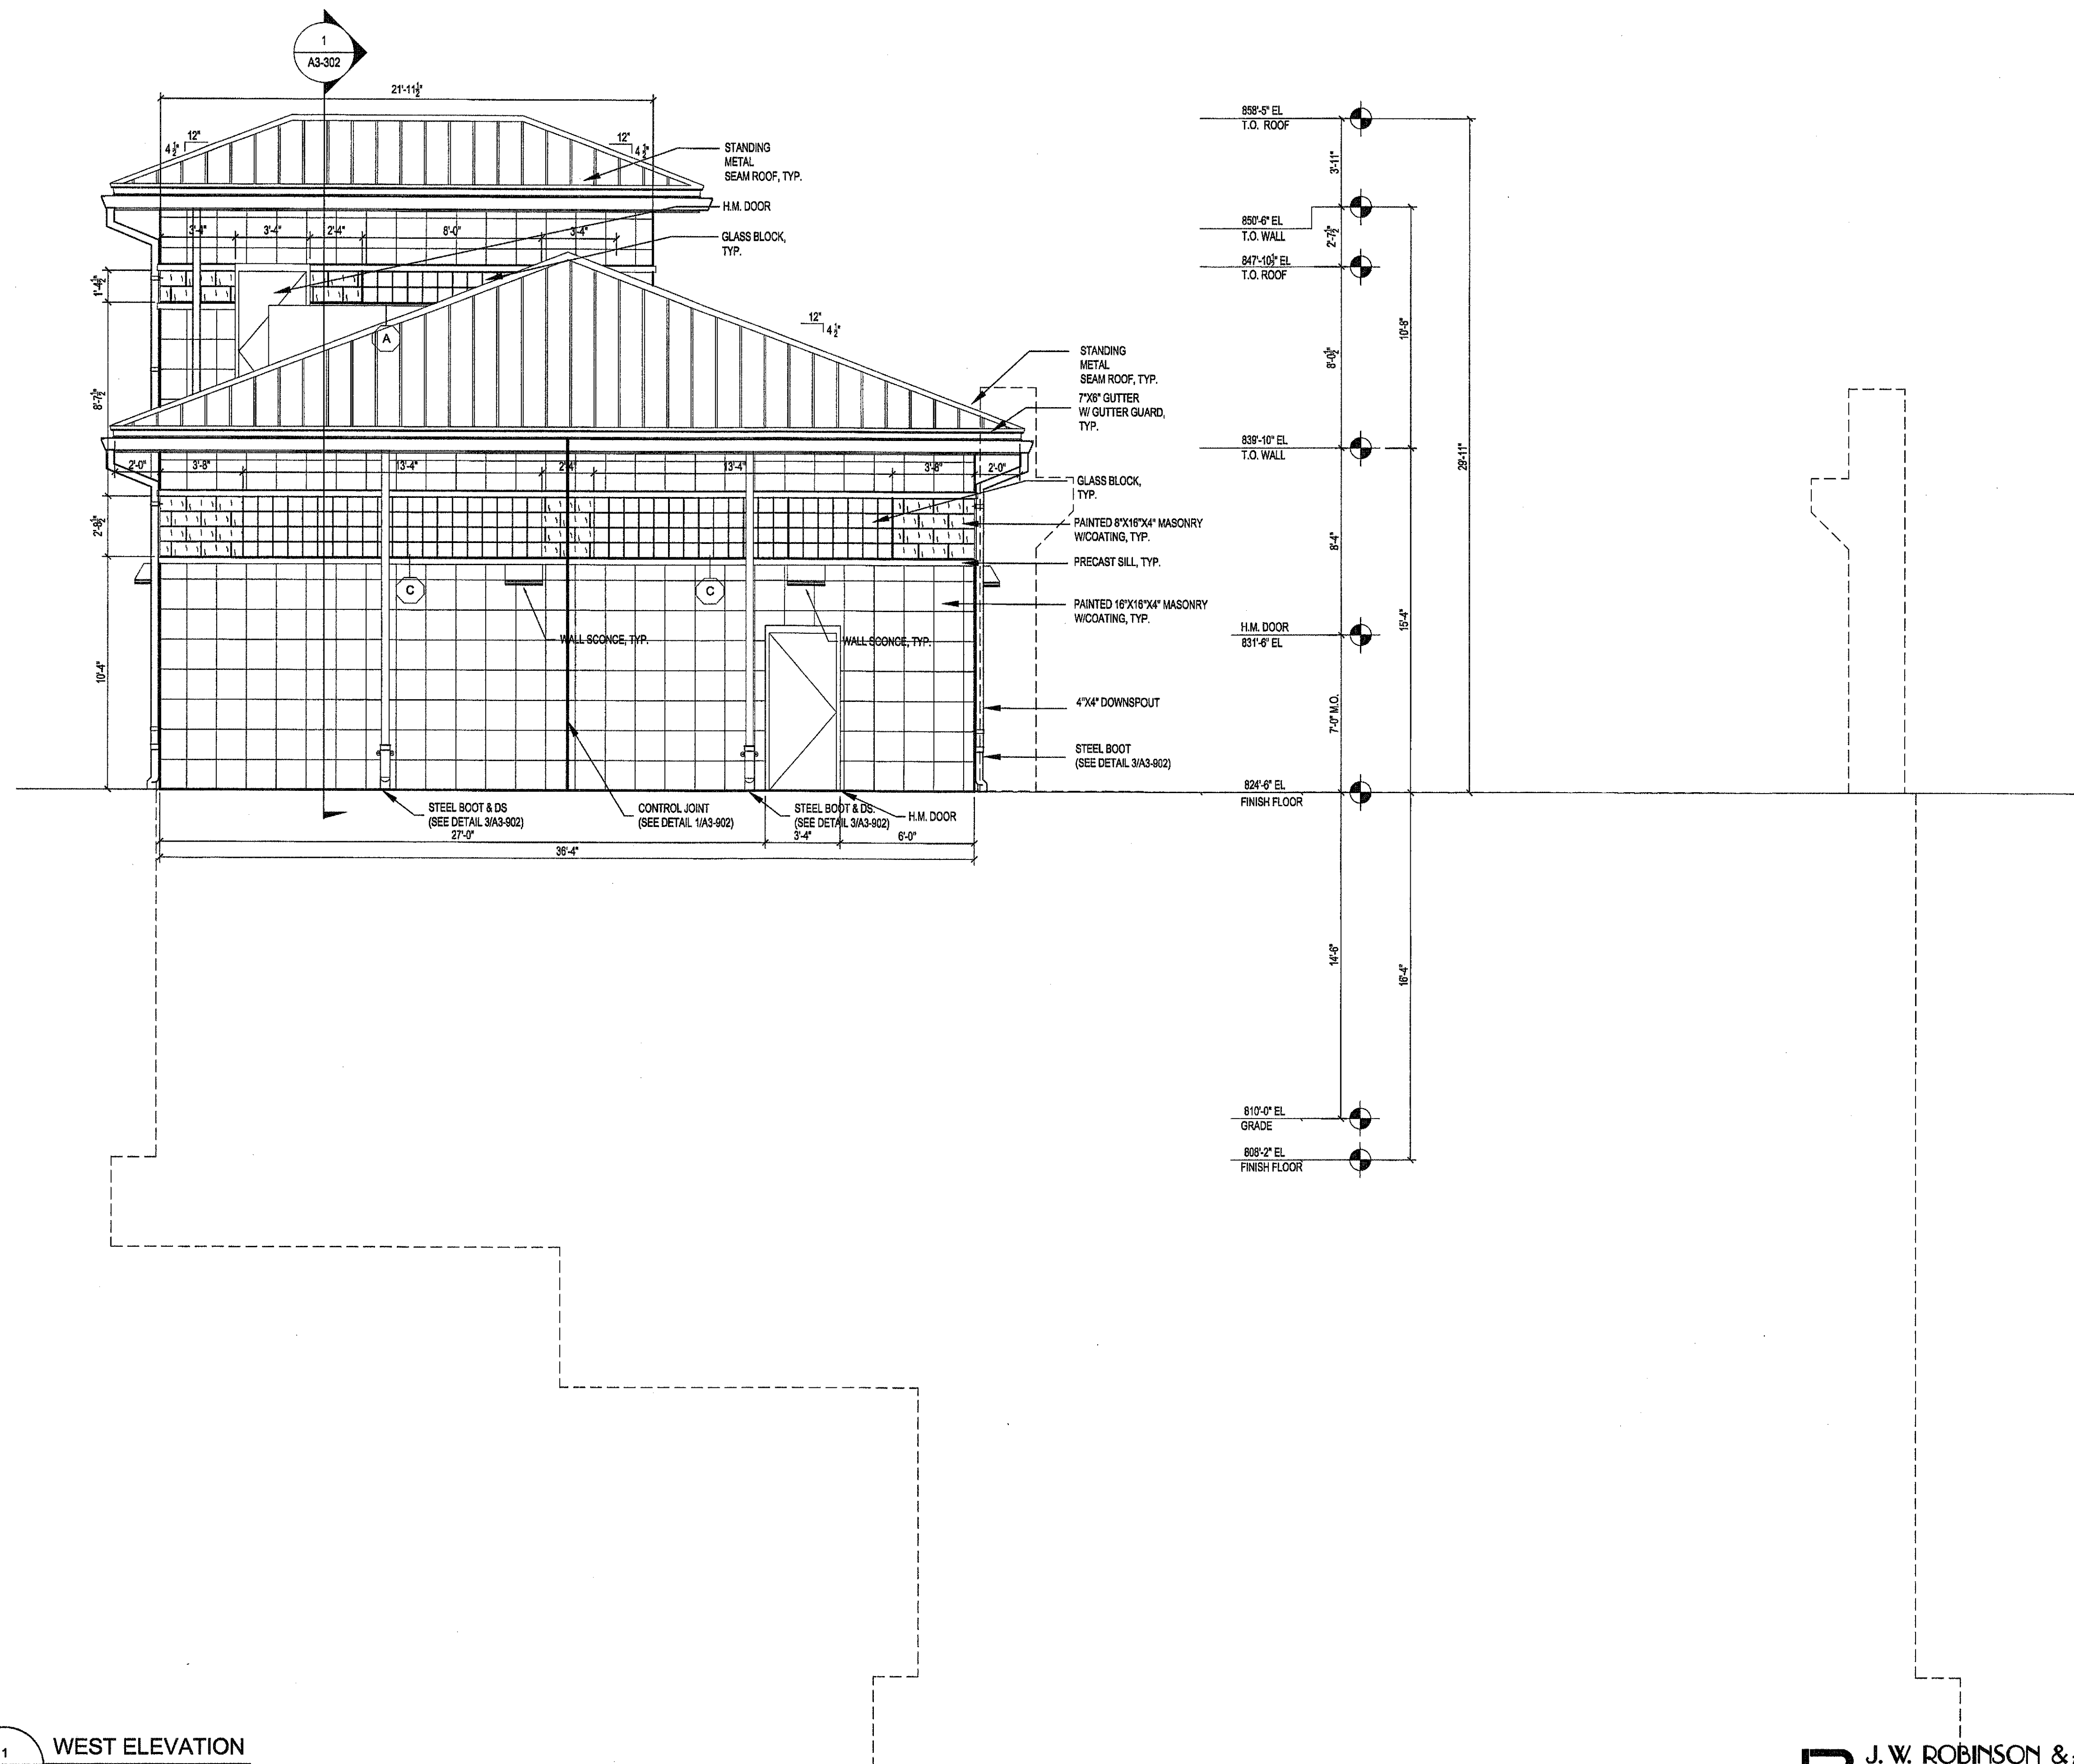 1
A3-302
21'-11½"
12"
4½"
12"
4½"
STANDING
METAL
SEAM ROOF, TYP.
H.M. DOOR
GLASS BLOCK,
TYP.
3'-4"
3'-4"
2'-4"
8'-0"
3'-4"
1'-4½"
8'-7½"
A
12"
4½"
STANDING
METAL
SEAM ROOF, TYP.
7"X6" GUTTER
W/ GUTTER GUARD,
TYP.
2'-0"
3'-8"
13'-4"
2'-4"
13'-4"
3'-8"
2'-0"
GLASS BLOCK,
TYP.
2'-8½"
PAINTED 8"X16"X4" MASONRY
W/COATING, TYP.
PRECAST SILL, TYP.
C
C
PAINTED 16"X16"X4" MASONRY
W/COATING, TYP.
WALL SCONCE, TYP.
WALL SCONCE, TYP.
10'-4"
4"X4" DOWNSPOUT
STEEL BOOT
(SEE DETAIL 3/A3-902)
STEEL BOOT & DS
(SEE DETAIL 3/A3-902)
CONTROL JOINT
(SEE DETAIL 1/A3-902)
STEEL BOOT & DS.
(SEE DETAIL 3/A3-902)
H.M. DOOR
27'-0"
3'-4"
6'-0"
36'-4"
858'-5" EL
T.O. ROOF
3'-11"
850'-6" EL
T.O. WALL
2'-7½"
847'-10½" EL
T.O. ROOF
8'-0½"
10'-8"
839'-10" EL
T.O. WALL
29'-11"
8'-4"
H.M. DOOR
831'-6" EL
15'-4"
7'-0" M.O.
824'-6" EL
FINISH FLOOR
14'-6"
16'-4"
810'-0" EL
GRADE
808'-2" EL
FINISH FLOOR
1
WEST ELEVATION
J. W. ROBINSON &